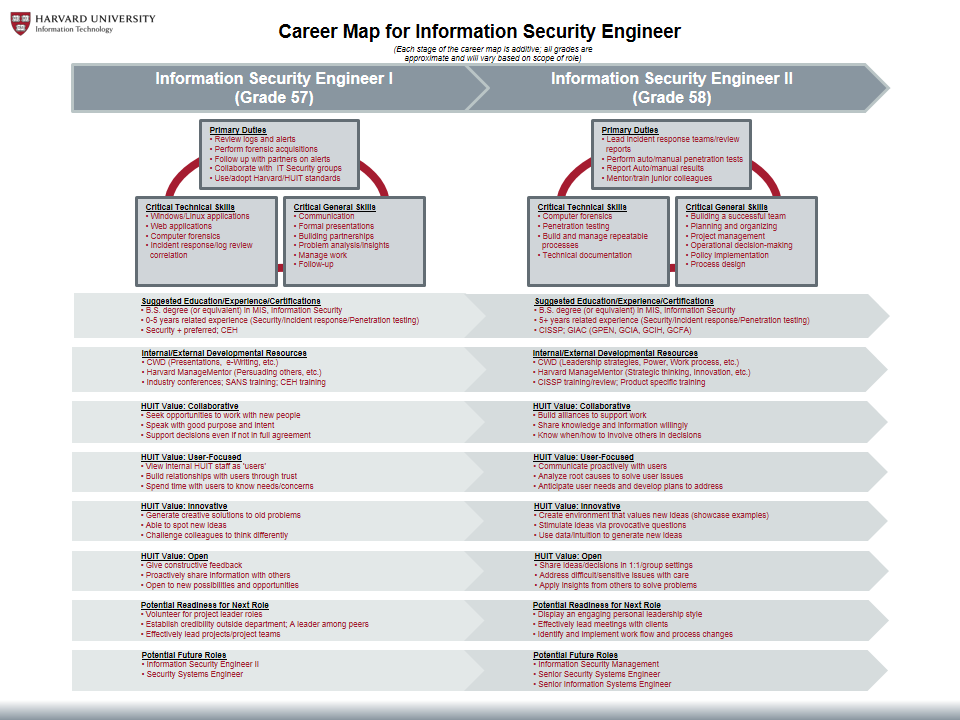 HARVARD UNIVERSITY
Information Technology
Career Map for Information Security Engineer
(Each stage of the career map is additive; all grades are
approximate and will vary based on scope of role)
Information Security Engineer I
(Grade 57)
Information Security Engineer II
(Grade 58)
Primary Duties
• Review logs and alerts
• Perform forensic acquisitions
• Follow up with partners on alerts
• Collaborate with IT Security groups
• Use/adopt Harvard/HUIT standards
Critical Technical Skills
• Windows/Linux applications
• Web applications
• Computer forensics
• Incident response/log review
correlation
Critical General Skills
• Communication
• Formal presentations
• Building partnerships
• Problem analysis/insights
• Manage work
• Follow-up
Primary Duties
• Lead incident response teams/review
reports
• Perform auto/manual penetration tests
• Report Auto/manual results
• Mentor/train junior colleagues
Critical Technical Skills
• Computer forensics
• Penetration testing
• Build and manage repeatable
processes
• Technical documentation
Critical General Skills
• Building a successful team
• Planning and organizing
• Project management
• Operational decision-making
• Policy implementation
• Process design
Suggested Education/Experience/Certifications
• B.S. degree (or equivalent) in MIS, Information Security
• 0-5 years related experience (Security/Incident response/Penetration testing)
• Security + preferred; CEH
Suggested Education/Experience/Certifications
• B.S. degree (or equivalent) in MIS, Information Security
• 5+ years related experience (Security/Incident response/Penetration testing)
• CISSP; GIAC (GPEN, GCIA, GCIH, GCFA)
Internal/External Developmental Resources
• CWD (Presentations, e-Writing, etc.)
• Harvard ManageMentor (Persuading others, etc.)
• Industry conferences; SANS training; CEH training
Internal/External Developmental Resources
• CWD (Leadership strategies, Power, Work process, etc.)
• Harvard ManageMentor (Strategic thinking, Innovation, etc.)
• CISSP training/review; Product specific training
HUIT Value: Collaborative
• Seek opportunities to work with new people
• Speak with good purpose and intent
• Support decisions even if not in full agreement
HUIT Value: Collaborative
• Build alliances to support work
• Share knowledge and information willingly
• Know when/how to involve others in decisions
HUIT Value: User-Focused
• View internal HUIT staff as 'users'
• Build relationships with users through trust
• Spend time with users to know needs/concerns
HUIT Value: User-Focused
• Communicate proactively with users
• Analyze root causes to solve user issues
• Anticipate user needs and develop plans to address
HUIT Value: Innovative
• Generate creative solutions to old problems
• Able to spot new ideas
• Challenge colleagues to think differently
HUIT Value: Innovative
• Create environment that values new ideas (showcase examples)
• Stimulate ideas via provocative questions
• Use data/intuition to generate new ideas
HUIT Value: Open
• Give constructive feedback
• Proactively share information with others
• Open to new possibilities and opportunities
HUIT Value: Open
• Share ideas/decisions in 1:1/group settings
• Address difficult/sensitive issues with care
• Apply insights from others to solve problems
Potential Readiness for Next Role
• Volunteer for project leader roles
• Establish credibility outside department; A leader among peers
• Effectively lead projects/project teams
Potential Readiness for Next Role
• Display an engaging personal leadership style
• Effectively lead meetings with clients
• Identify and implement work flow and process changes
Potential Future Roles
• Information Security Engineer II
• Security Systems Engineer
Potential Future Roles
• Information Security Management
• Senior Security Systems Engineer
• Senior Information Systems Engineer